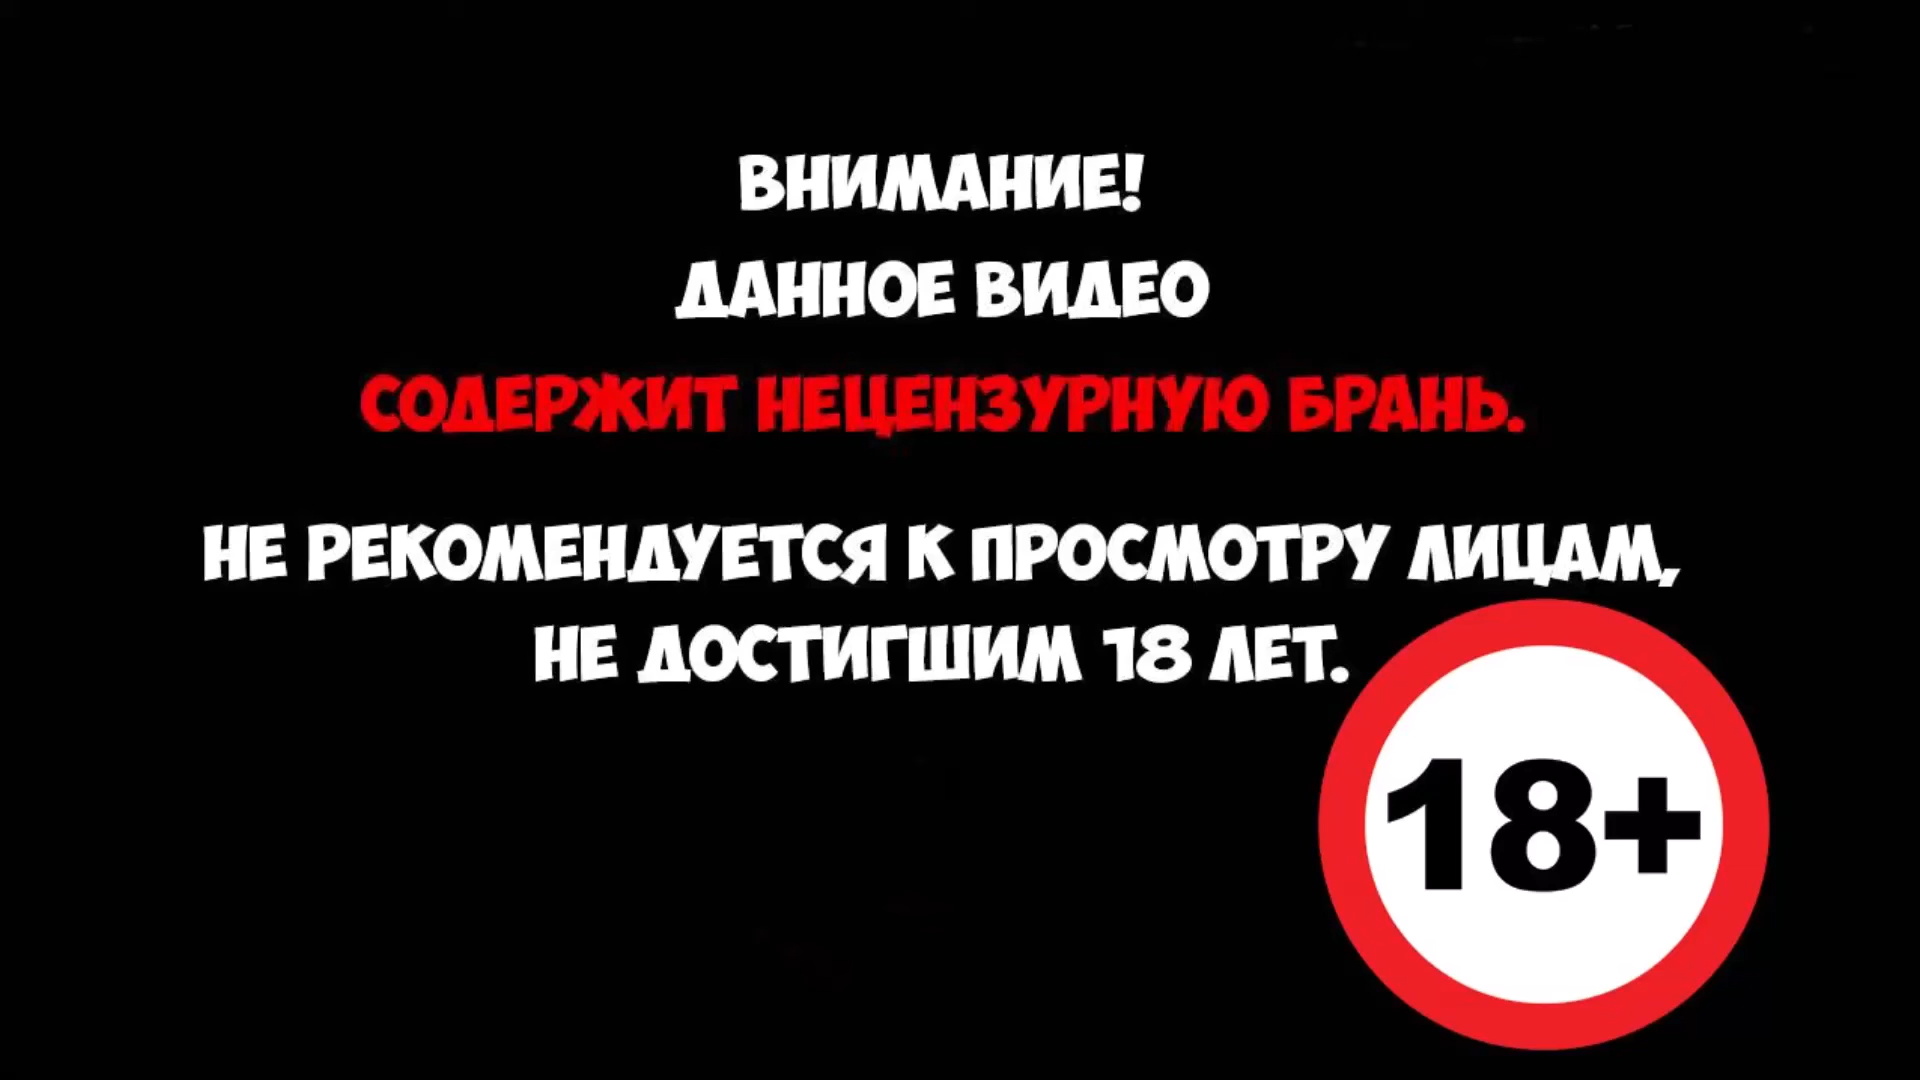 ВНИМАНИЕ!
ДАННОЕ ВИДЕО
СОДЕРЖИТ НЕЦЕНЗУРНУЮ БРАНЬ.
НЕ РЕКОМЕНДУЕТСЯ К ПРОСМОТРУ ЛИЦАМ,
НЕ ДОСТИГШИМ 18 ЛЕТ.
18+